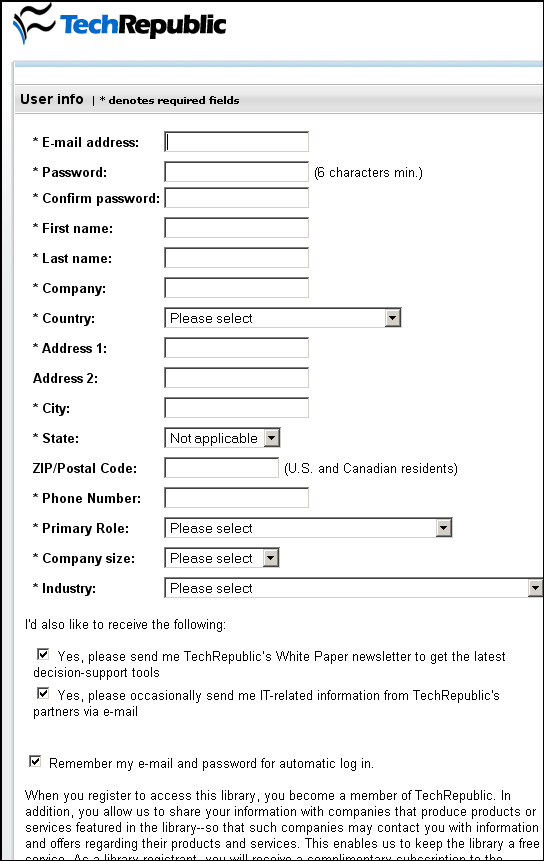 TechRepublic
User info | * denotes required fields
* E-mail address:
* Password: (6 characters min.)
* Confirm password:
* First name:
* Last name:
* Company:
* Country: Please select
* Address 1:
Address 2:
* City:
* State: Not applicable
ZIP/Postal Code: (U.S. and Canadian residents)
* Phone Number:
* Primary Role: Please select
* Company size: Please select
* Industry: Please select
I'd also like to receive the following:
Yes, please send me TechRepublic's White Paper newsletter to get the latest
decision-support tools
Yes, please occasionally send me IT-related information from TechRepublic's
partners via e-mail
Remember my e-mail and password for automatic log in.
When you register to access this library, you become a member of TechRepublic. In
addition, you allow us to share your information with companies that produce products or
services featured in the library--so that such companies may contact you with information
and offers regarding their products and services. This enables us to keep the library a free
service. As a library registrant, you will receive a complimentary subscription to the